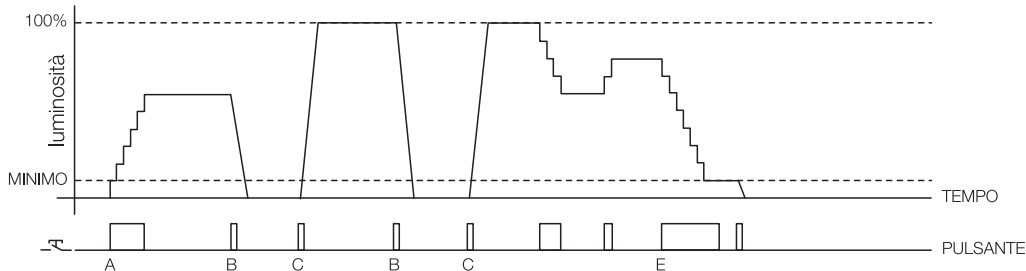 100%
luminosità
MINIMO
TEMPO
PULSANTE
A B C B C E